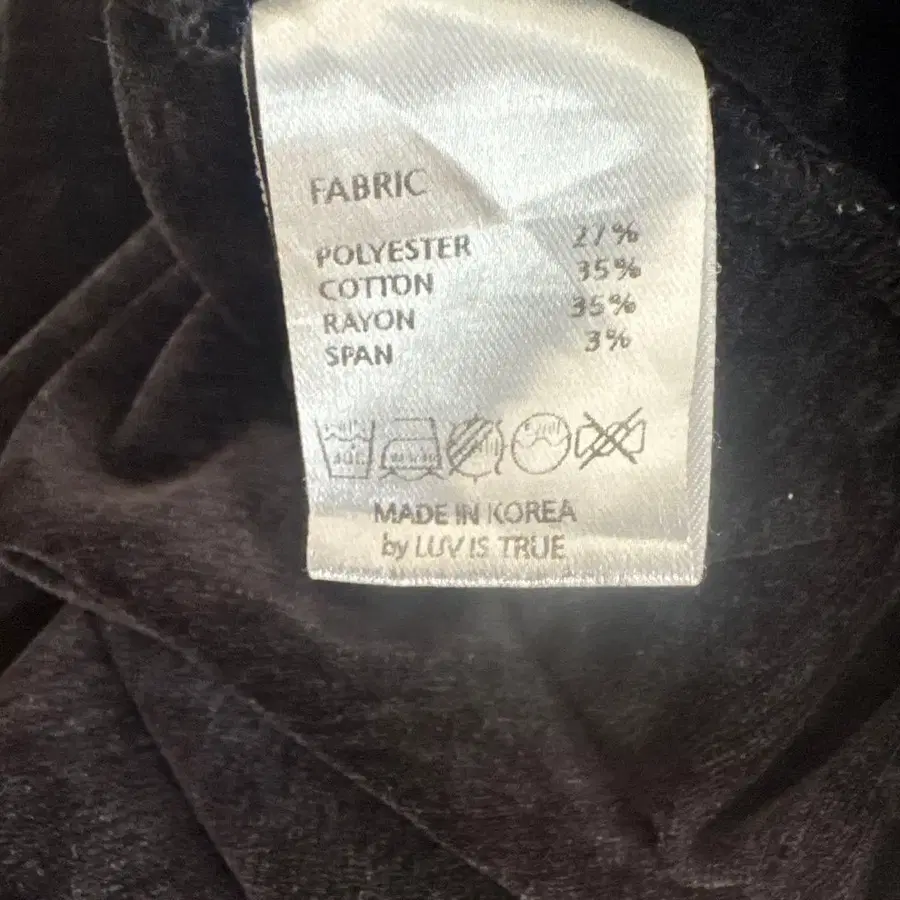 FABRIC
POLYESTER 27%
COTTON 35%
RAYON 35%
SPAN 3%
MADE IN KOREA
by LUV IS TRUE